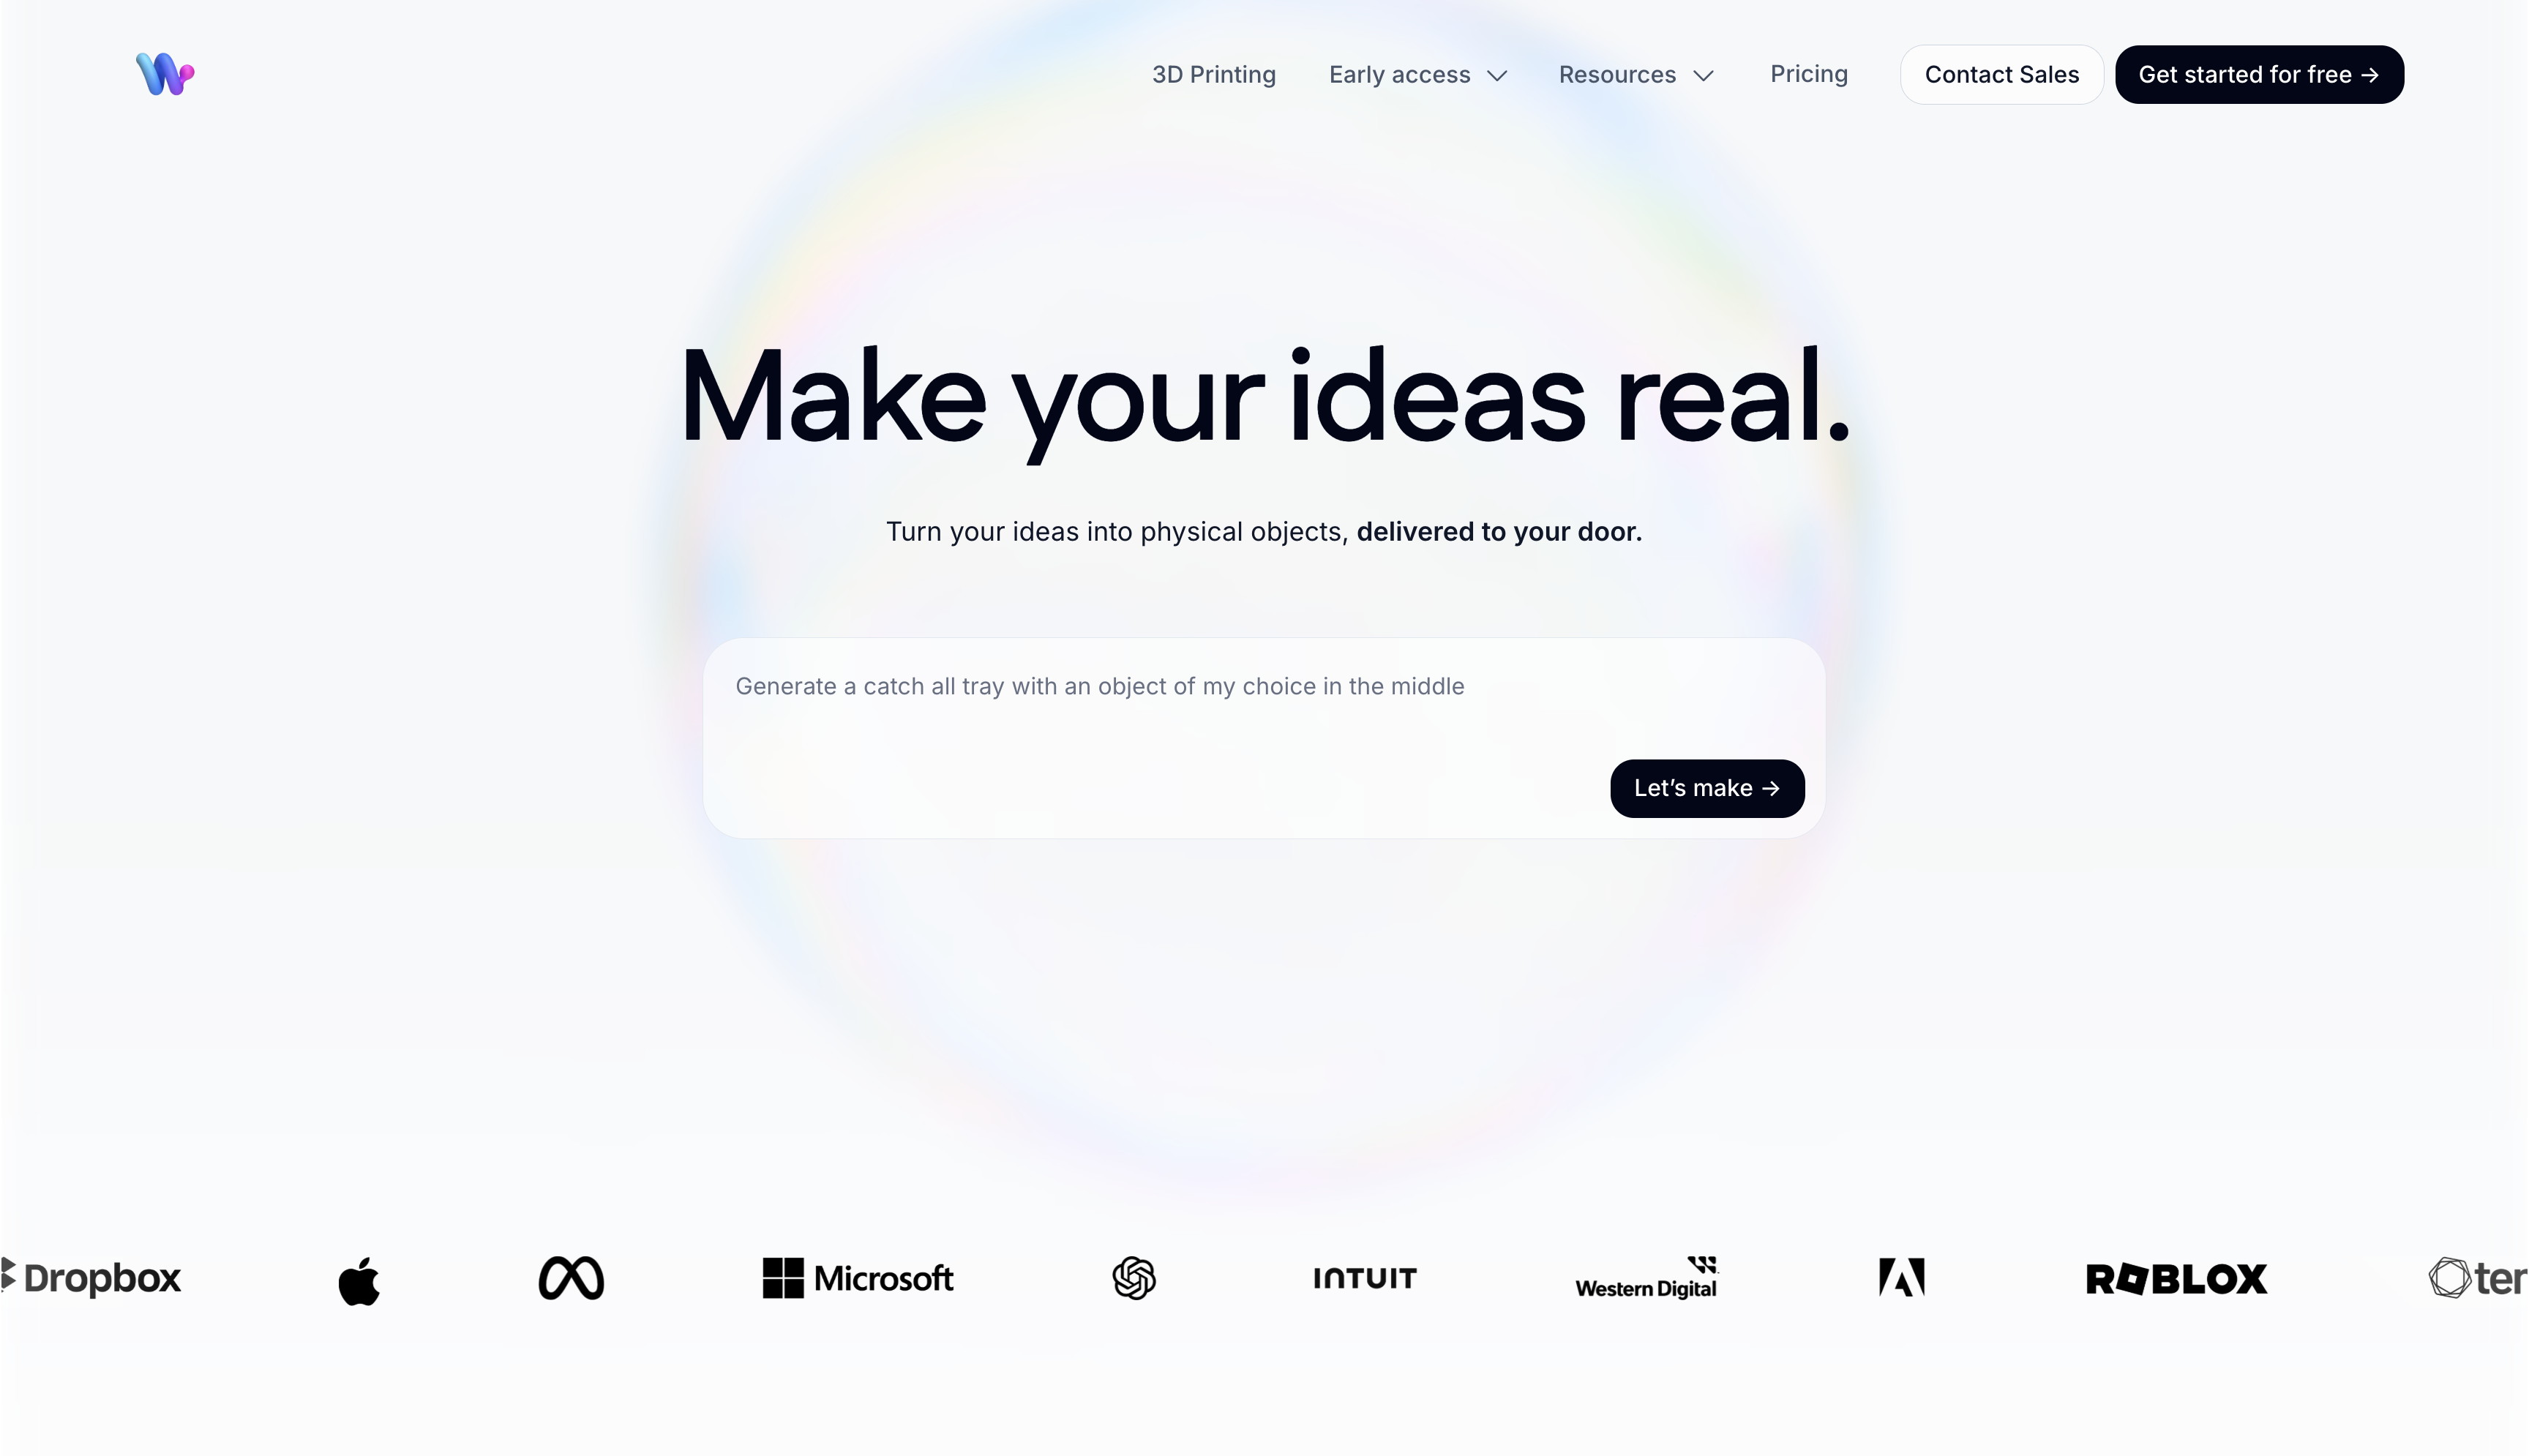 3D Printing
Early access
Resources
Pricing
Contact Sales
Get started for free →
Make your ideas real.
Turn your ideas into physical objects, delivered to your door.
Generate a catch all tray with an object of my choice in the middle
Let’s make →
Dropbox
Microsoft
INTUIT
Western Digital
ROBLOX
ter